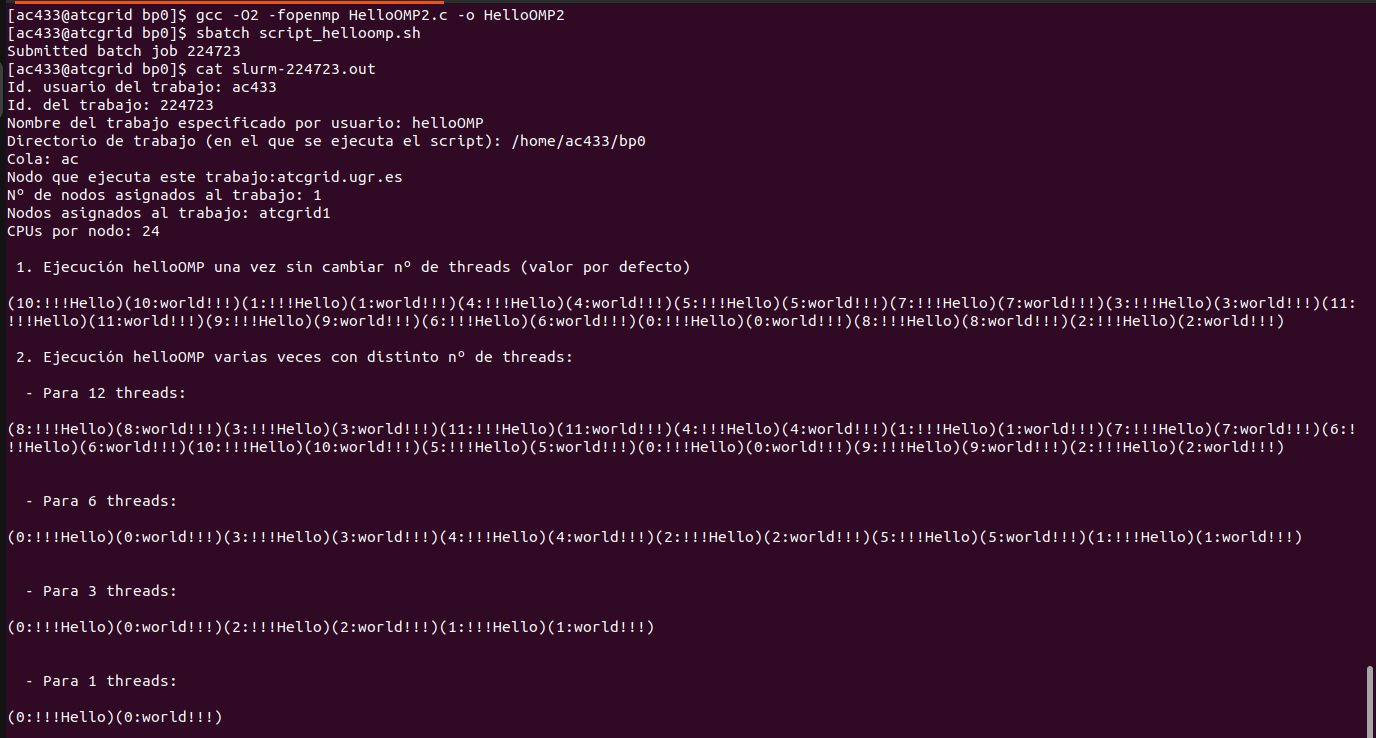 [ac433@atcgrid bp0]$ gcc -O2 -fopenmp HelloOMP2.c -o HelloOMP2
[ac433@atcgrid bp0]$ sbatch script_helloomp.sh
Submitted batch job 224723
[ac433@atcgrid bp0]$ cat slurm-224723.out
Id. usuario del trabajo: ac433
Id. del trabajo: 224723
Nombre del trabajo especificado por usuario: helloOMP
Directorio de trabajo (en el que se ejecuta el script): /home/ac433/bp0
Cola: ac
Nodo que ejecuta este trabajo:atcgrid.ugr.es
Nº de nodos asignados al trabajo: 1
Nodos asignados al trabajo: atcgrid1
CPUs por nodo: 24
1. Ejecución helloOMP una vez sin cambiar nº de threads (valor por defecto)
(10:!!!Hello)(10:world!!!)(1:!!!Hello)(1:world!!!)(4:!!!Hello)(4:world!!!)(5:!!!Hello)(5:world!!!)(7:!!!Hello)(7:world!!!)(3:!!!Hello)(3:world!!!)(11:
!!!Hello)(11:world!!!)(9:!!!Hello)(9:world!!!)(6:!!!Hello)(6:world!!!)(0:!!!Hello)(0:world!!!)(8:!!!Hello)(8:world!!!)(2:!!!Hello)(2:world!!!)
2. Ejecución helloOMP varias veces con distinto nº de threads:
- Para 12 threads:
(8:!!!Hello)(8:world!!!)(3:!!!Hello)(3:world!!!)(11:!!!Hello)(11:world!!!)(4:!!!Hello)(4:world!!!)(1:!!!Hello)(1:world!!!)(7:!!!Hello)(7:world!!!)(6:!
!!Hello)(6:world!!!)(10:!!!Hello)(10:world!!!)(5:!!!Hello)(5:world!!!)(0:!!!Hello)(0:world!!!)(9:!!!Hello)(9:world!!!)(2:!!!Hello)(2:world!!!)
- Para 6 threads:
(0:!!!Hello)(0:world!!!)(3:!!!Hello)(3:world!!!)(4:!!!Hello)(4:world!!!)(2:!!!Hello)(2:world!!!)(5:!!!Hello)(5:world!!!)(1:!!!Hello)(1:world!!!)
- Para 3 threads:
(0:!!!Hello)(0:world!!!)(2:!!!Hello)(2:world!!!)(1:!!!Hello)(1:world!!!)
- Para 1 threads:
(0:!!!Hello)(0:world!!!)